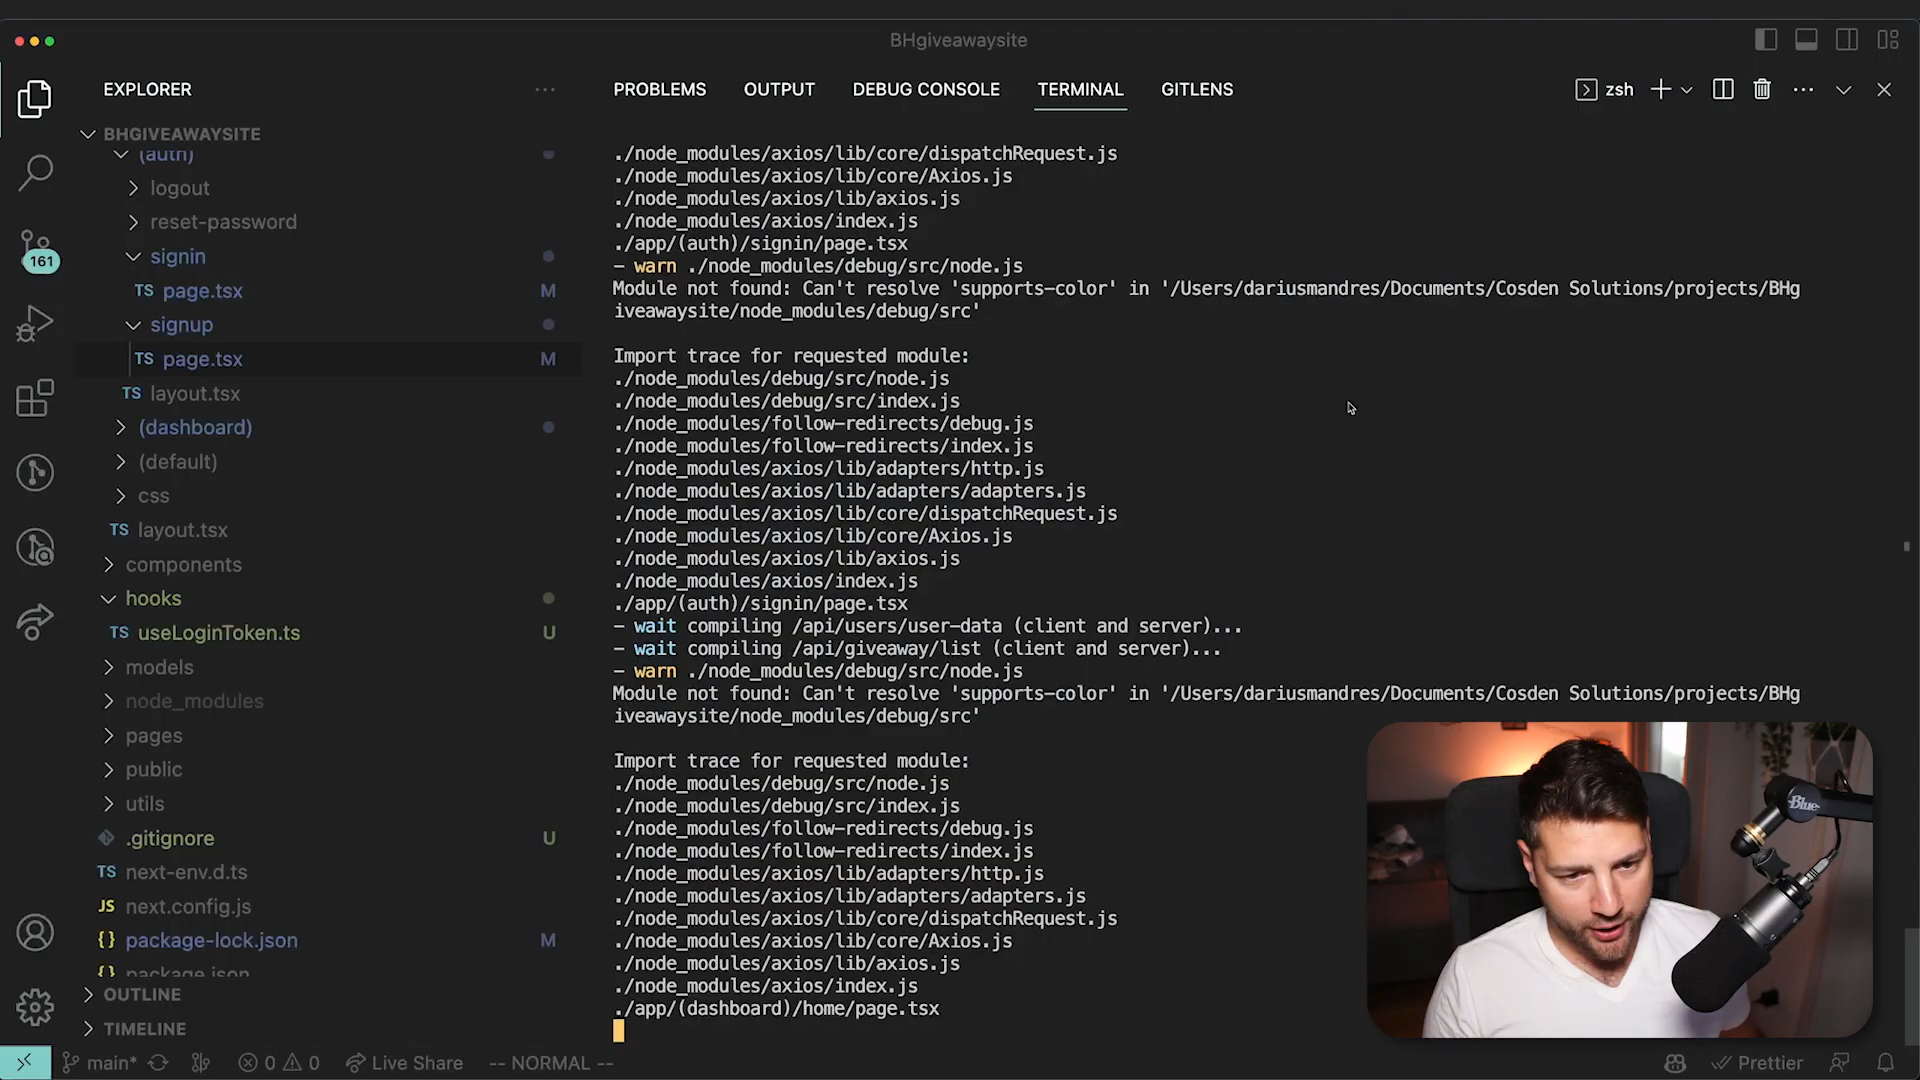 BHgiveawaysite
EXPLORER
PROBLEMS OUTPUT DEBUG CONSOLE TERMINAL GITLENS
zsh
BHGIVEAWAYSITE
(auth)
logout
reset-password
signin
TS page.tsx M
signup
TS page.tsx M
TS layout.tsx
(dashboard)
(default)
css
TS layout.tsx
components
hooks
TS useLoginToken.ts U
models
node_modules
pages
public
utils
.gitignore U
TS next-env.d.ts
JS next.config.js
{} package-lock.json M
{} package.json
OUTLINE
TIMELINE
161
./node_modules/axios/lib/core/dispatchRequest.js
./node_modules/axios/lib/core/Axios.js
./node_modules/axios/lib/axios.js
./node_modules/axios/index.js
./app/(auth)/signin/page.tsx
- warn ./node_modules/debug/src/node.js
Module not found: Can't resolve 'supports-color' in '/Users/dariusmandres/Documents/Cosden Solutions/projects/BHg
iveawaysite/node_modules/debug/src'
Import trace for requested module:
./node_modules/debug/src/node.js
./node_modules/debug/src/index.js
./node_modules/follow-redirects/debug.js
./node_modules/follow-redirects/index.js
./node_modules/axios/lib/adapters/http.js
./node_modules/axios/lib/adapters/adapters.js
./node_modules/axios/lib/core/dispatchRequest.js
./node_modules/axios/lib/core/Axios.js
./node_modules/axios/lib/axios.js
./node_modules/axios/index.js
./app/(auth)/signin/page.tsx
- wait compiling /api/users/user-data (client and server)...
- wait compiling /api/giveaway/list (client and server)...
- warn ./node_modules/debug/src/node.js
Module not found: Can't resolve 'supports-color' in '/Users/dariusmandres/Documents/Cosden Solutions/projects/BHg
iveawaysite/node_modules/debug/src'
Import trace for requested module:
./node_modules/debug/src/node.js
./node_modules/debug/src/index.js
./node_modules/follow-redirects/debug.js
./node_modules/follow-redirects/index.js
./node_modules/axios/lib/adapters/http.js
./node_modules/axios/lib/adapters/adapters.js
./node_modules/axios/lib/core/dispatchRequest.js
./node_modules/axios/lib/core/Axios.js
./node_modules/axios/lib/axios.js
./node_modules/axios/index.js
./app/(dashboard)/home/page.tsx
Blue
main* 0 0 Live Share -- NORMAL -- Prettier